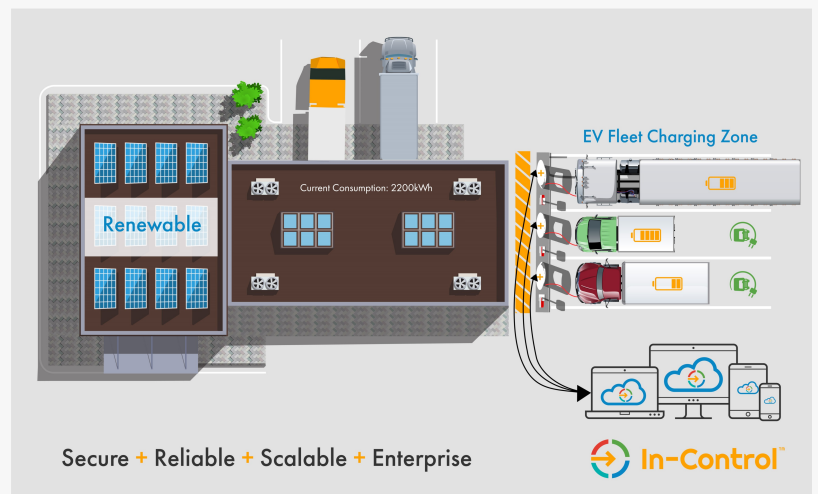 EV Fleet Charging Zone
Current Consumption: 2200kWh
Renewable
Secure + Reliable + Scalable + Enterprise
In-Control™